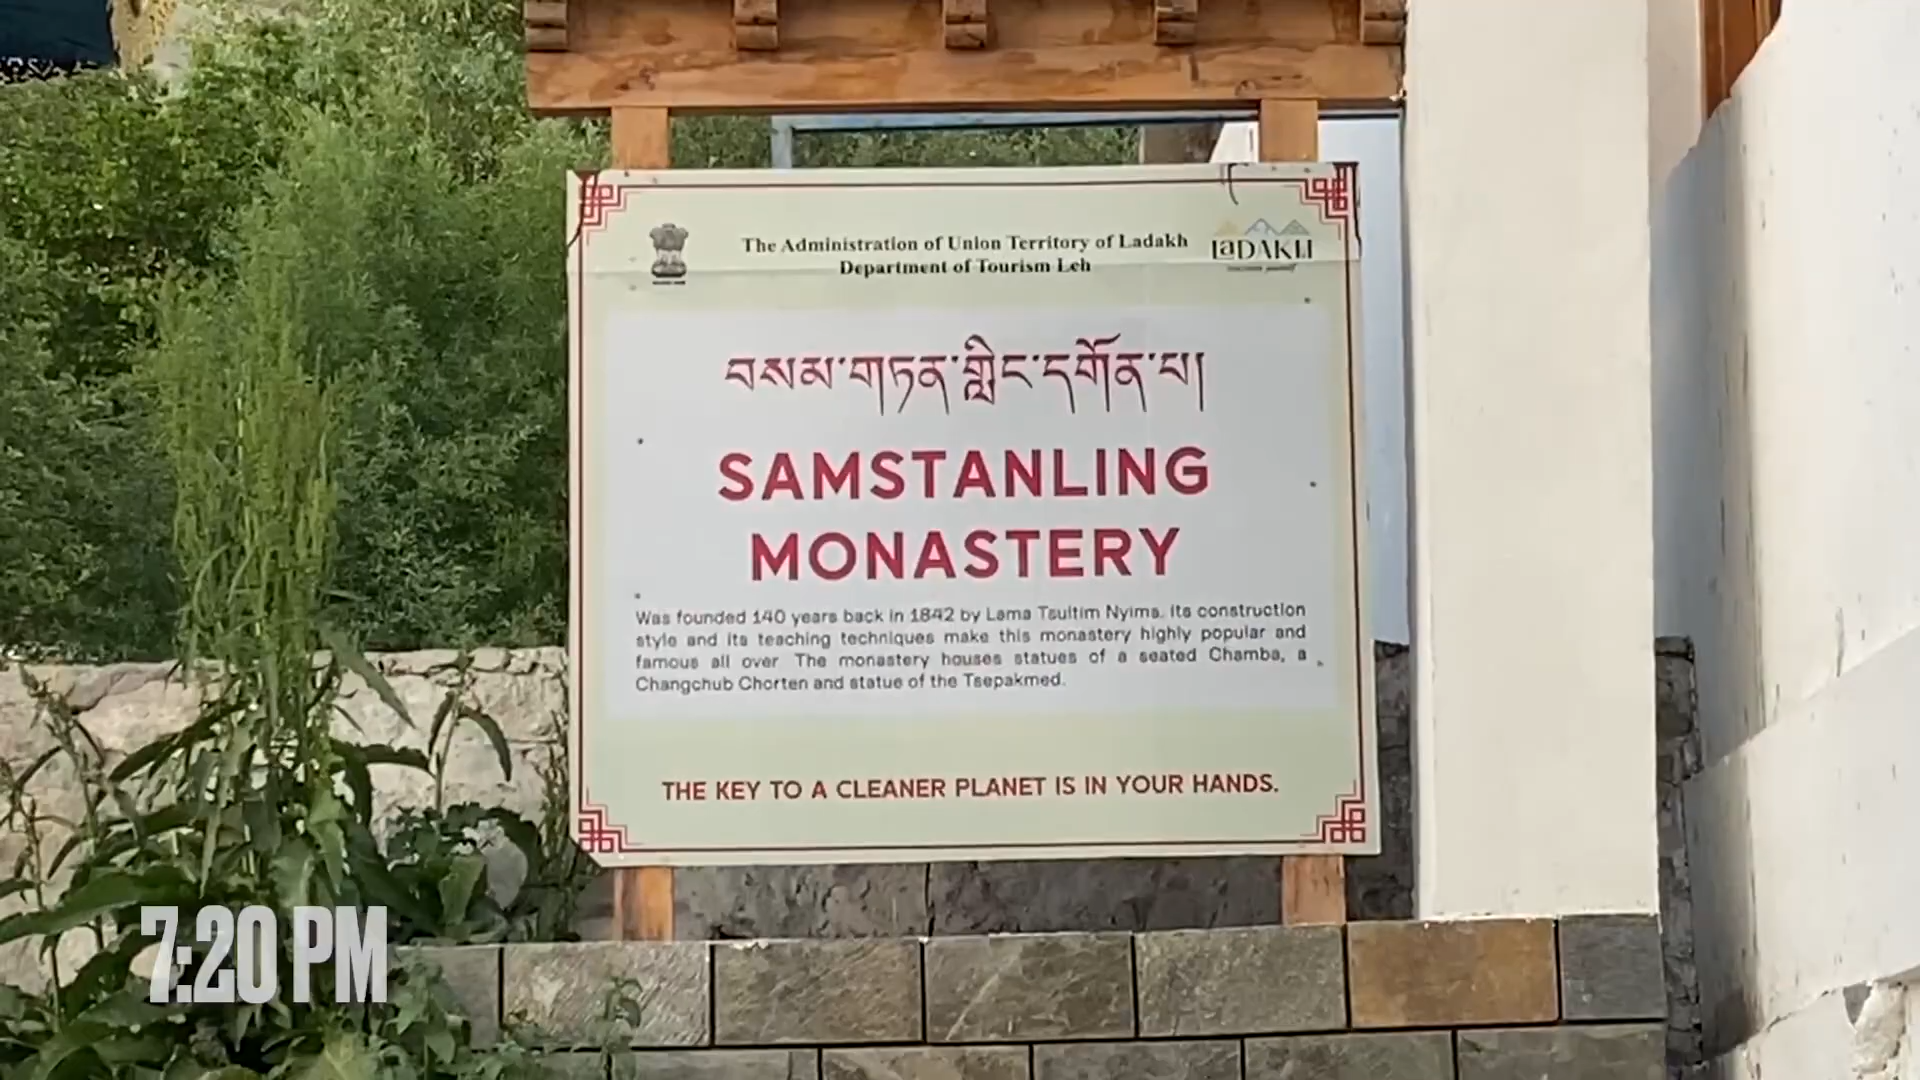 The Administration of Union Territory of Ladakh
Department of Tourism Leh
LaDAKH
བསམ་གཏན་གླིང་དགོན་པ།
SAMSTANLING
MONASTERY
Was founded 140 years back in 1842 by Lama Tsultim Nyima. Its construction
style and its teaching techniques make this monastery highly popular and
famous all over The monastery houses statues of a seated Chamba, a
Changchub Chorten and statue of the Tsepakmed.
THE KEY TO A CLEANER PLANET IS IN YOUR HANDS.
7:20 PM